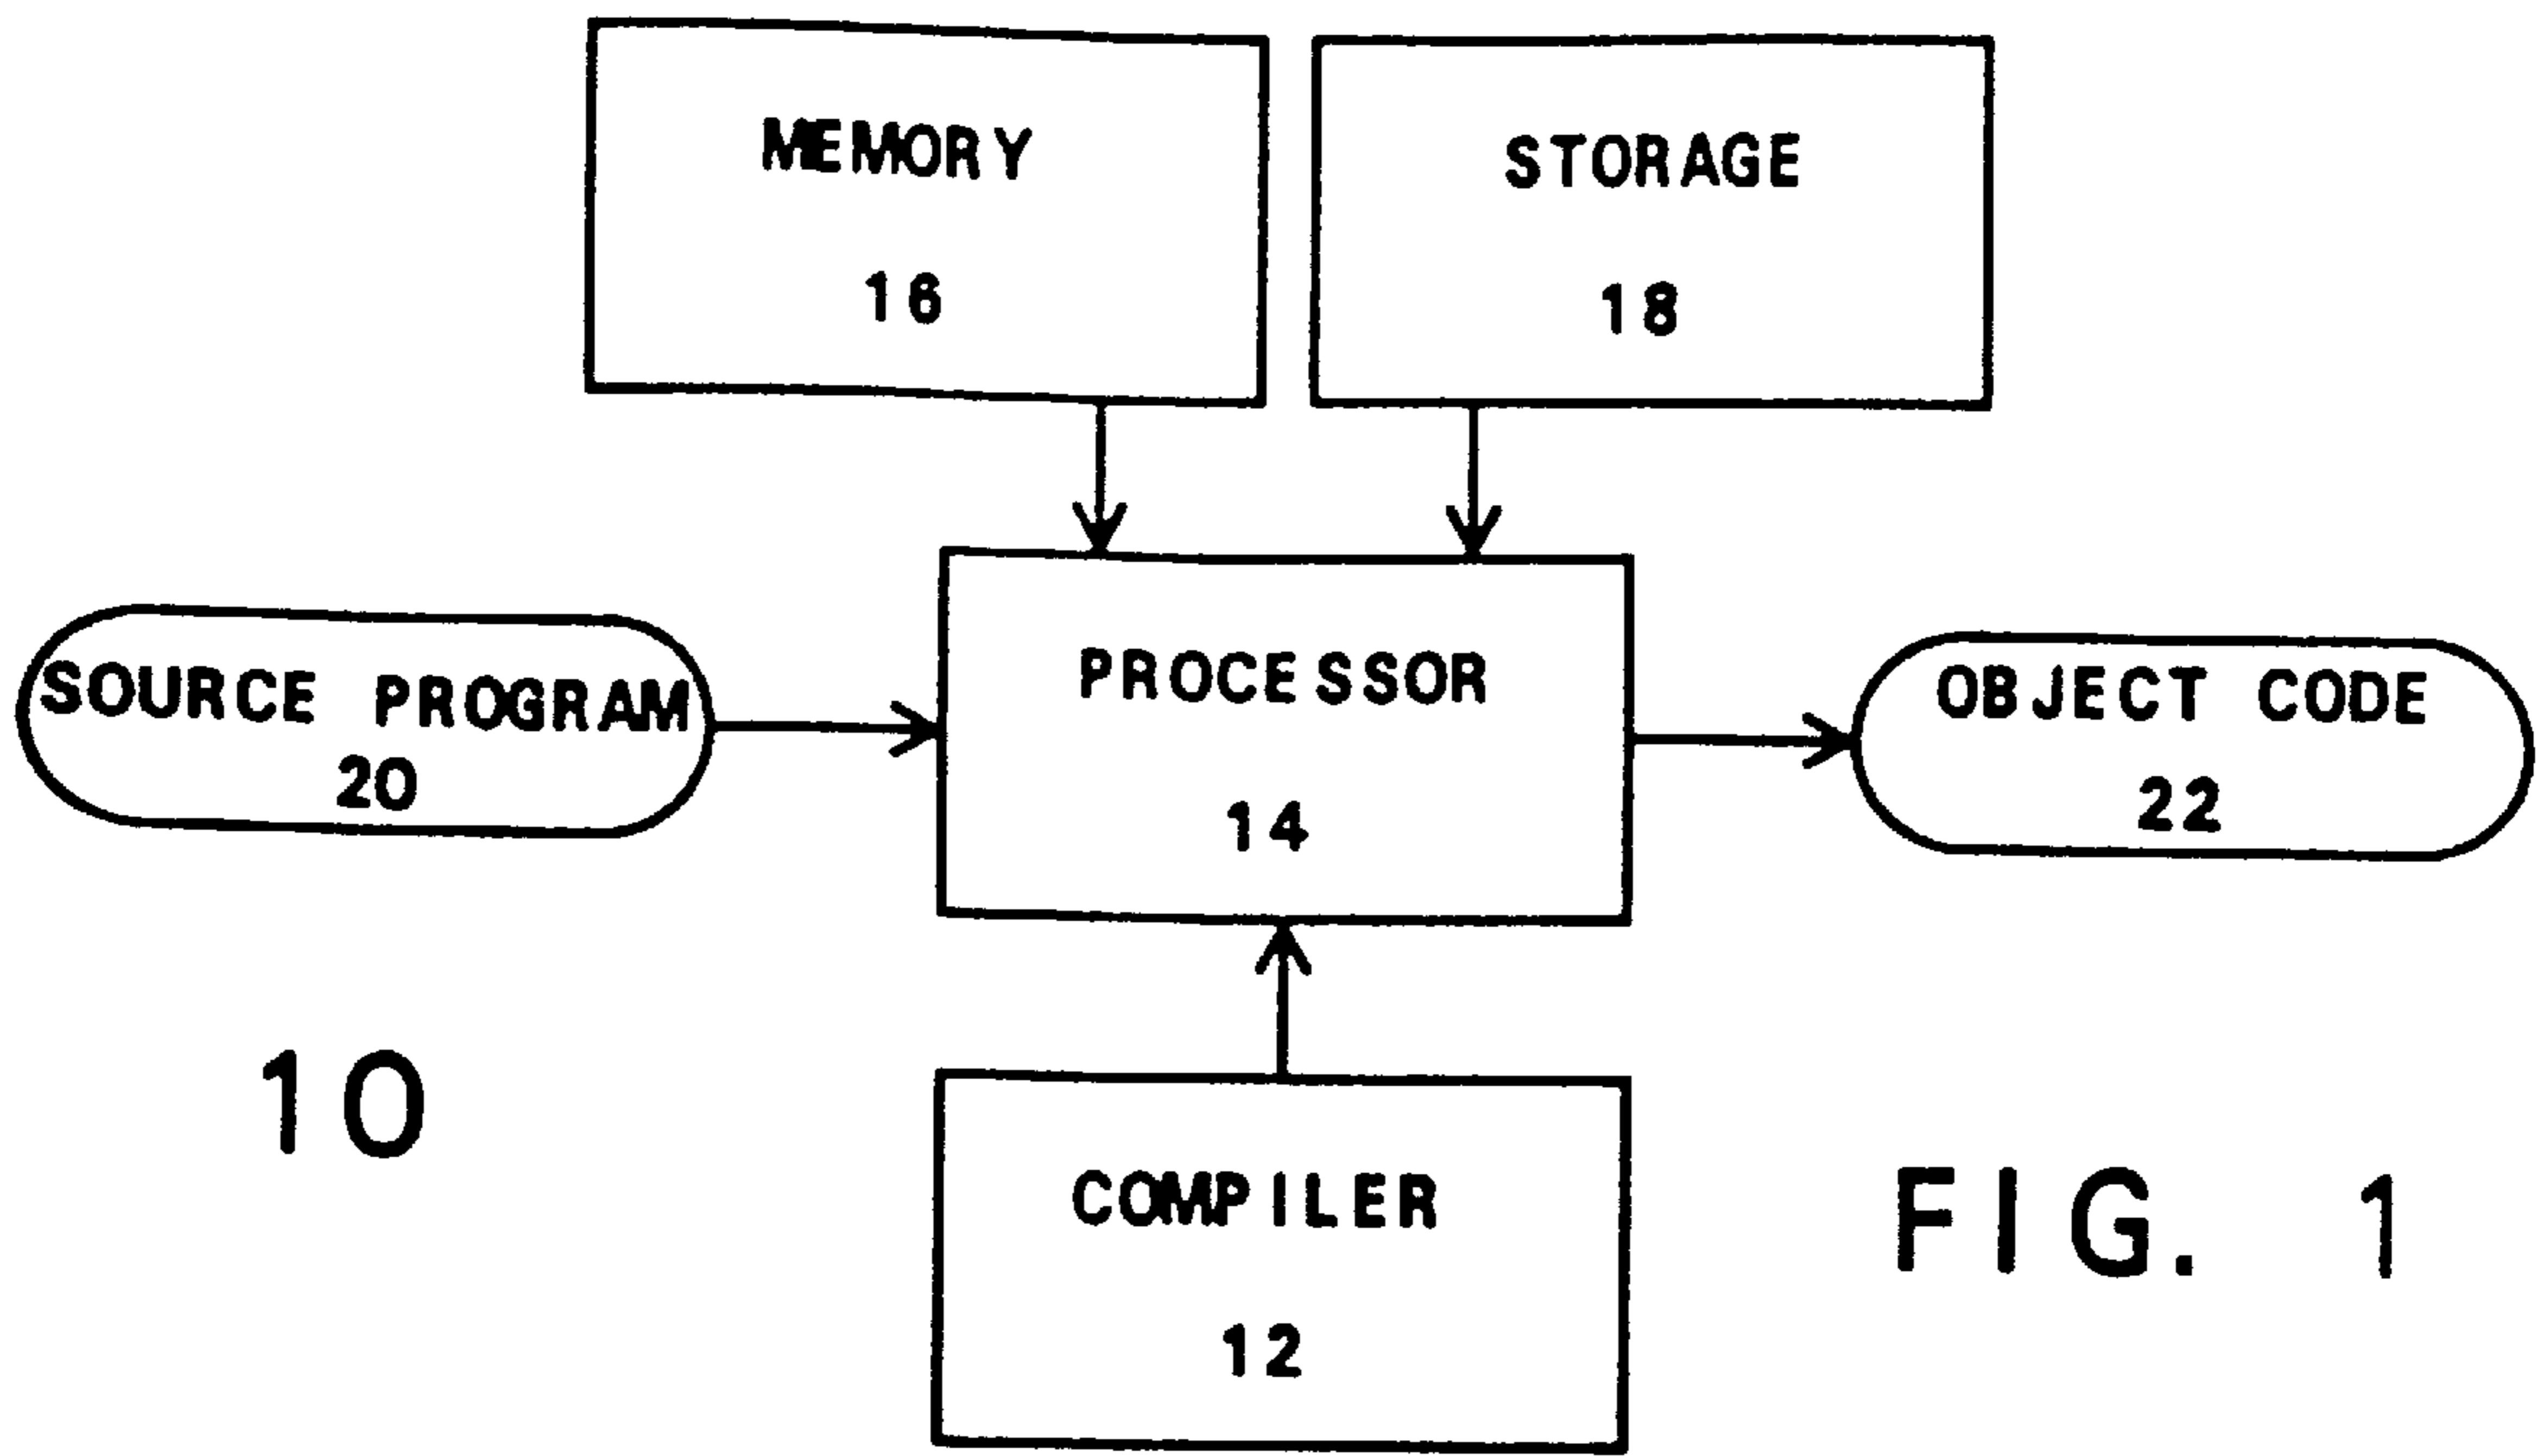 MEMORY
16
STORAGE
18
SOURCE PROGRAM
20
PROCESSOR
14
OBJECT CODE
22
10
COMPILER
12
FIG. 1